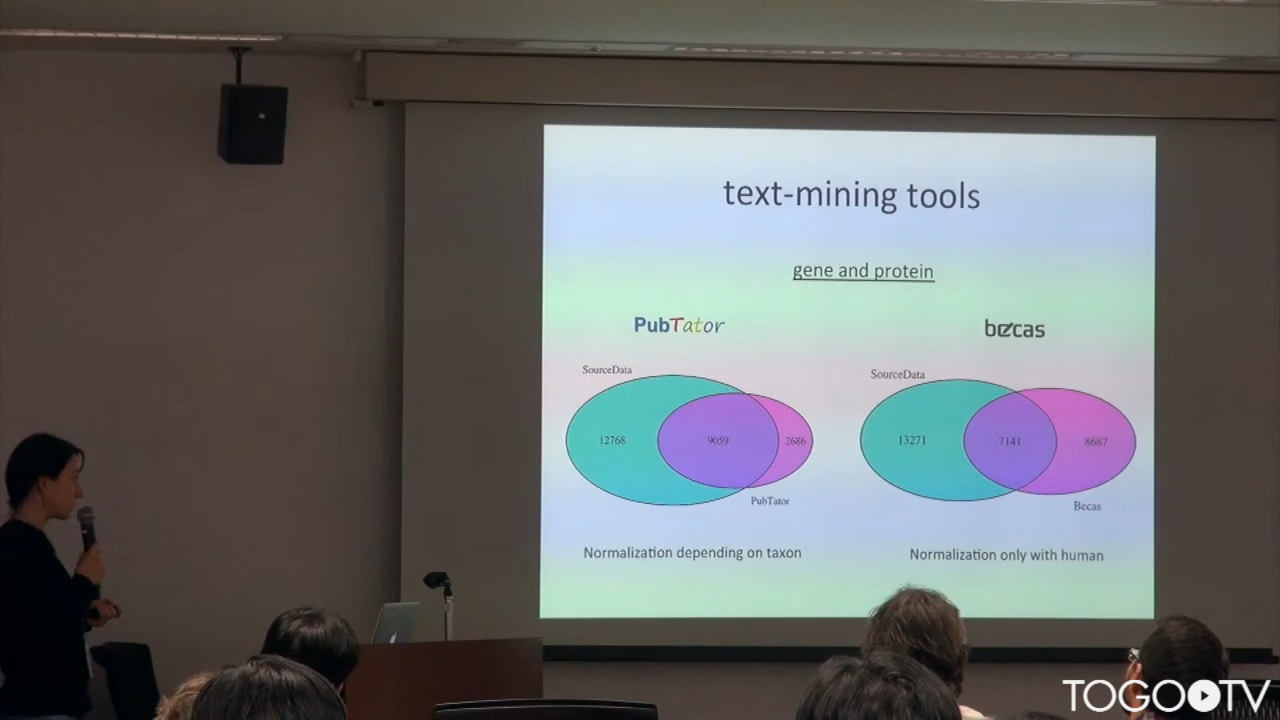 text-mining tools
gene and protein
PubTator
becas
SourceData
12768
9059
2686
PubTator
SourceData
13271
7141
8687
Becas
Normalization depending on taxon
Normalization only with human
TOGOTV